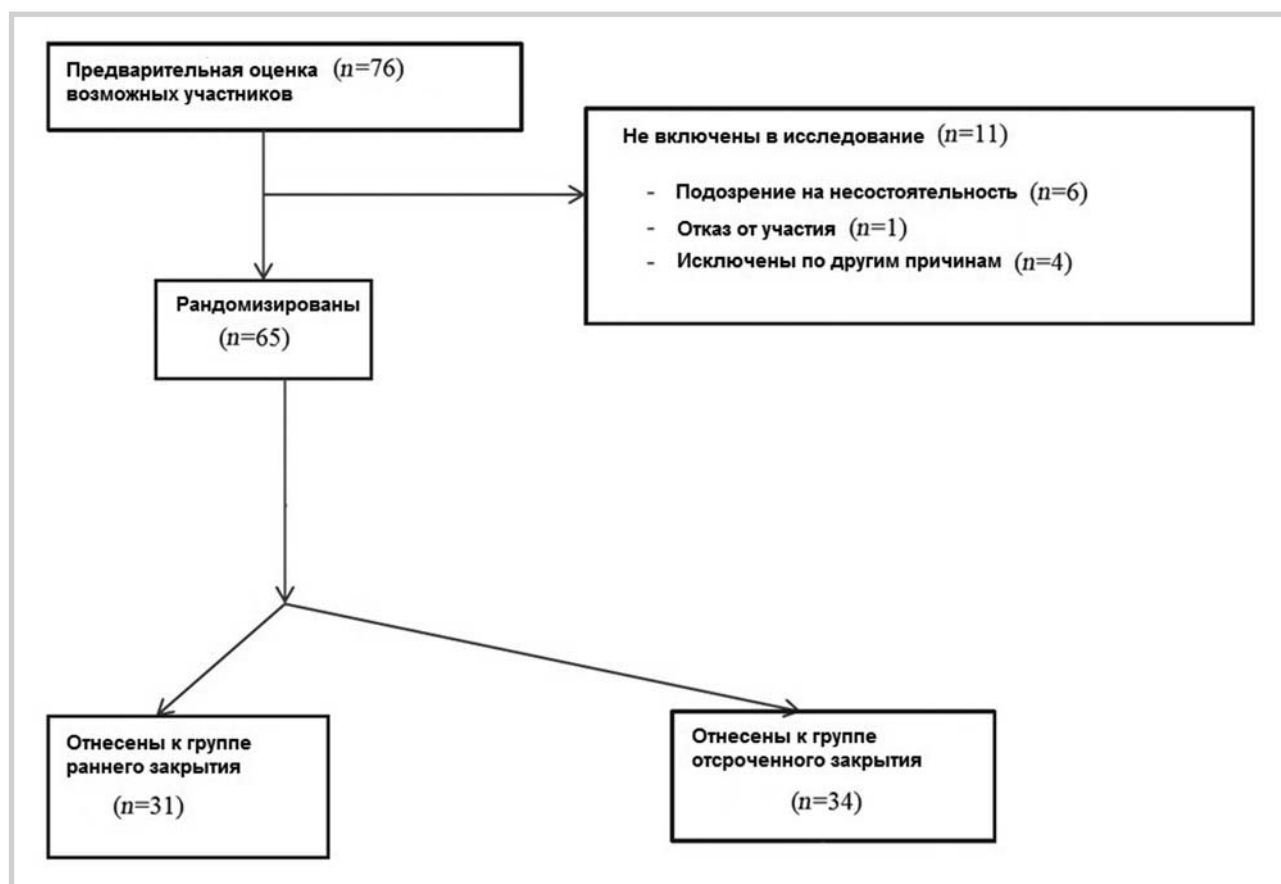 Предварительная оценка (n=76)
возможных участников
Не включены в исследование (n=11)
- Подозрение на несостоятельность (n=6)
- Отказ от участия (n=1)
- Исключены по другим причинам (n=4)
Рандомизированы
(n=65)
Отнесены к группе
раннего закрытия
(n=31)
Отнесены к группе
отсроченного закрытия
(n=34)